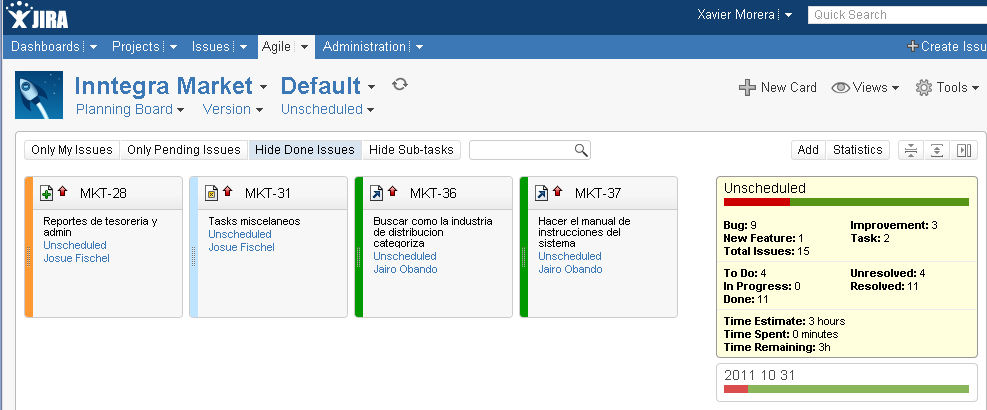 JIRA
Xavier Morera
Quick Search
Dashboards Projects Issues Agile Administration
Create Issu
Inntegra Market Default
Planning Board Version Unscheduled
New Card Views Tools
Only My Issues Only Pending Issues Hide Done Issues Hide Sub-tasks
Add Statistics
MKT-28
Reportes de tesoreria y
admin
Unscheduled
Josue Fischel
MKT-31
Tasks miscelaneos
Unscheduled
Josue Fischel
MKT-36
Buscar como la industria
de distribucion
categoriza
Unscheduled
Jairo Obando
MKT-37
Hacer el manual de
instrucciones del
sistema
Unscheduled
Jairo Obando
Unscheduled
Bug: 9 Improvement: 3
New Feature: 1 Task: 2
Total Issues: 15
To Do: 4 Unresolved: 4
In Progress: 0 Resolved: 11
Done: 11
Time Estimate: 3 hours
Time Spent: 0 minutes
Time Remaining: 3h
2011 10 31